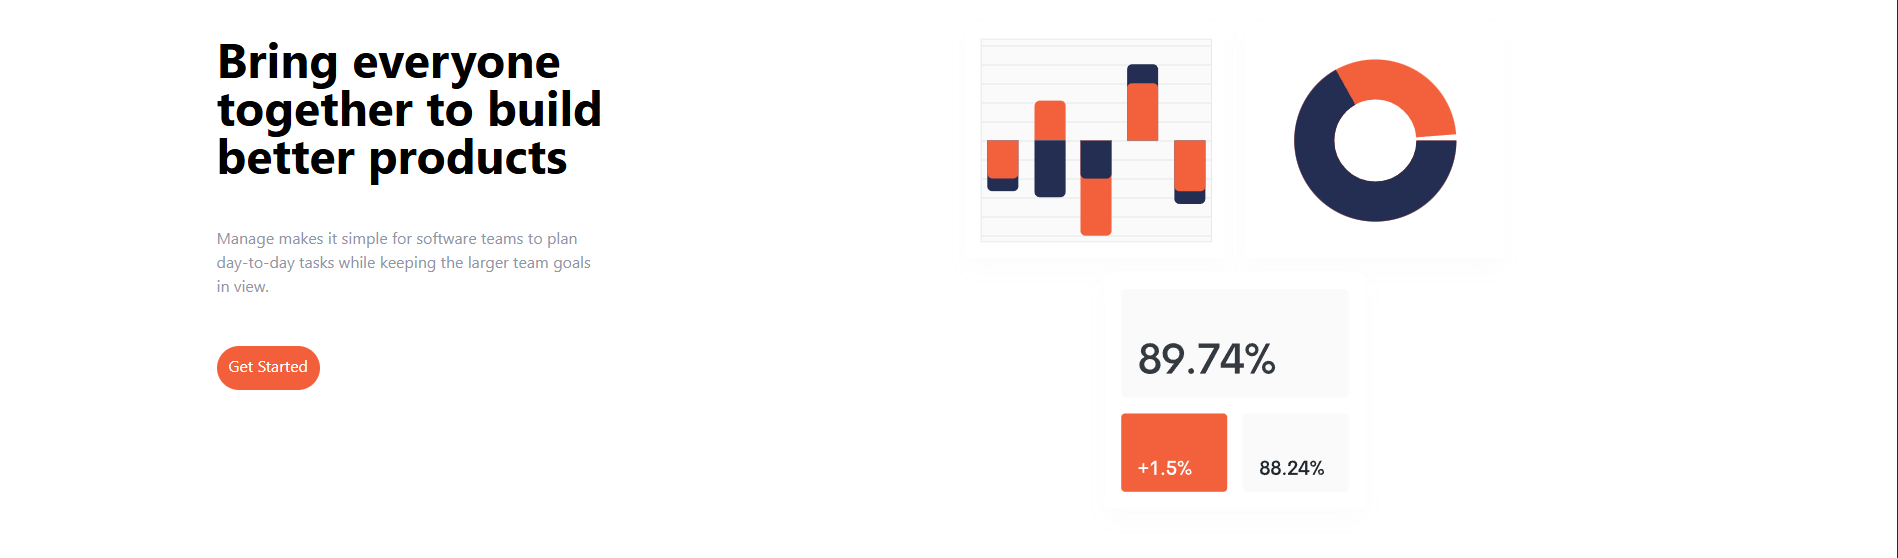 Bring everyone
together to build
better products
Manage makes it simple for software teams to plan
day-to-day tasks while keeping the larger team goals
in view.
Get Started
89.74%
+1.5%
88.24%